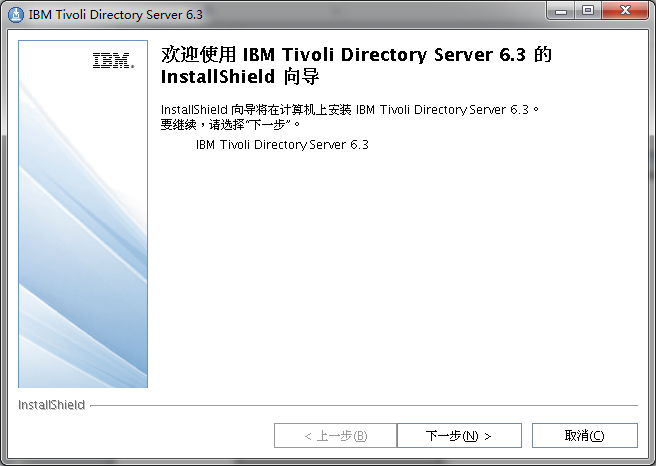 IBM Tivoli Directory Server 6.3
IBM.
欢迎使用 IBM Tivoli Directory Server 6.3 的
InstallShield 向导
InstallShield 向导将在计算机上安装 IBM Tivoli Directory Server 6.3。
要继续，请选择“下一步”。
IBM Tivoli Directory Server 6.3
InstallShield
< 上一步(B)
下一步(N) >
取消(C)